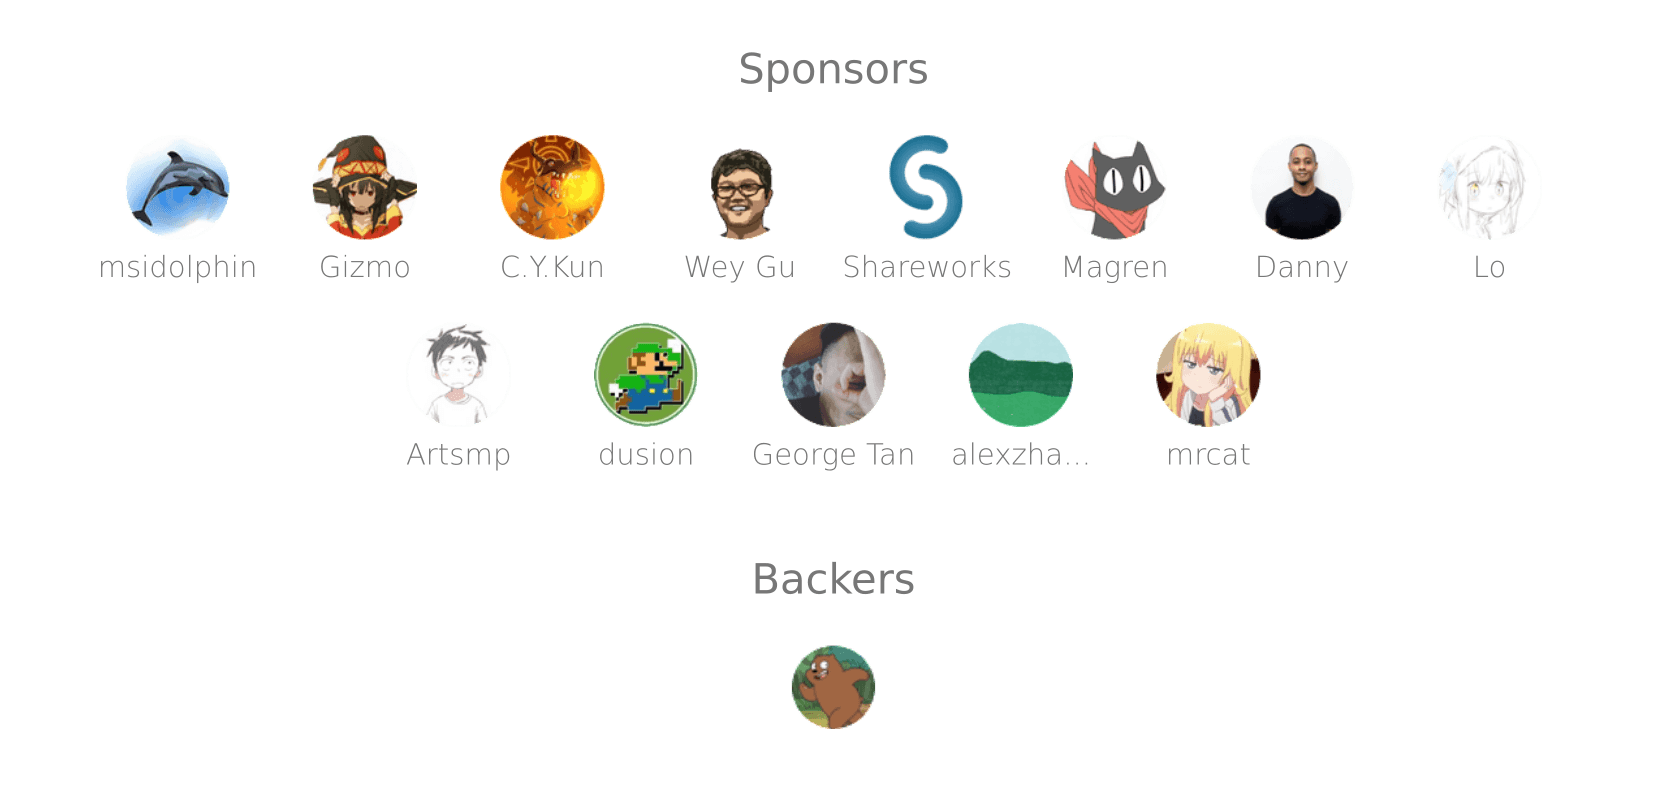 Sponsors
msidolphin Gizmo C.Y.Kun Wey Gu Shareworks Magren Danny Lo
Artsmp dusion George Tan alexzha... mrcat
Backers